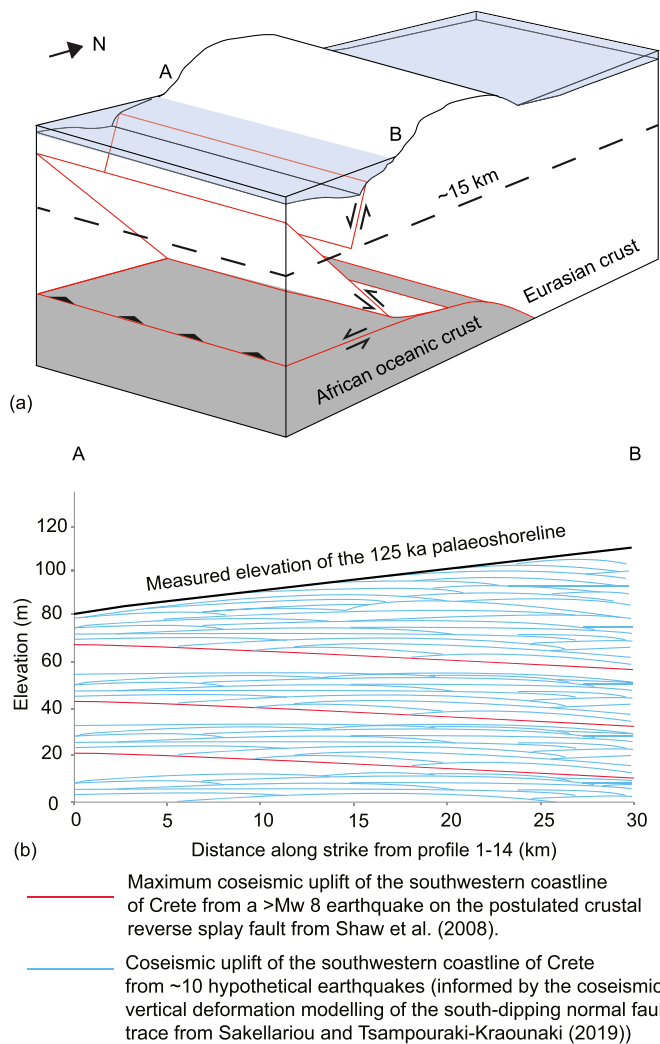 N
A
B
~15 km
Eurasian crust
African oceanic crust
(a)
A
B
120
100
80
60
40
20
0
Elevation (m)
Measured elevation of the 125 ka palaeoshoreline
0
5
10
15
20
25
30
(b)
Distance along strike from profile 1-14 (km)
Maximum coseismic uplift of the southwestern coastline
of Crete from a >Mw 8 earthquake on the postulated crustal
reverse splay fault from Shaw et al. (2008).
Coseismic uplift of the southwestern coastline of Crete
from ~10 hypothetical earthquakes (informed by the coseismic
vertical deformation modelling of the south-dipping normal faul
trace from Sakellariou and Tsampouraki-Kraounaki (2019))